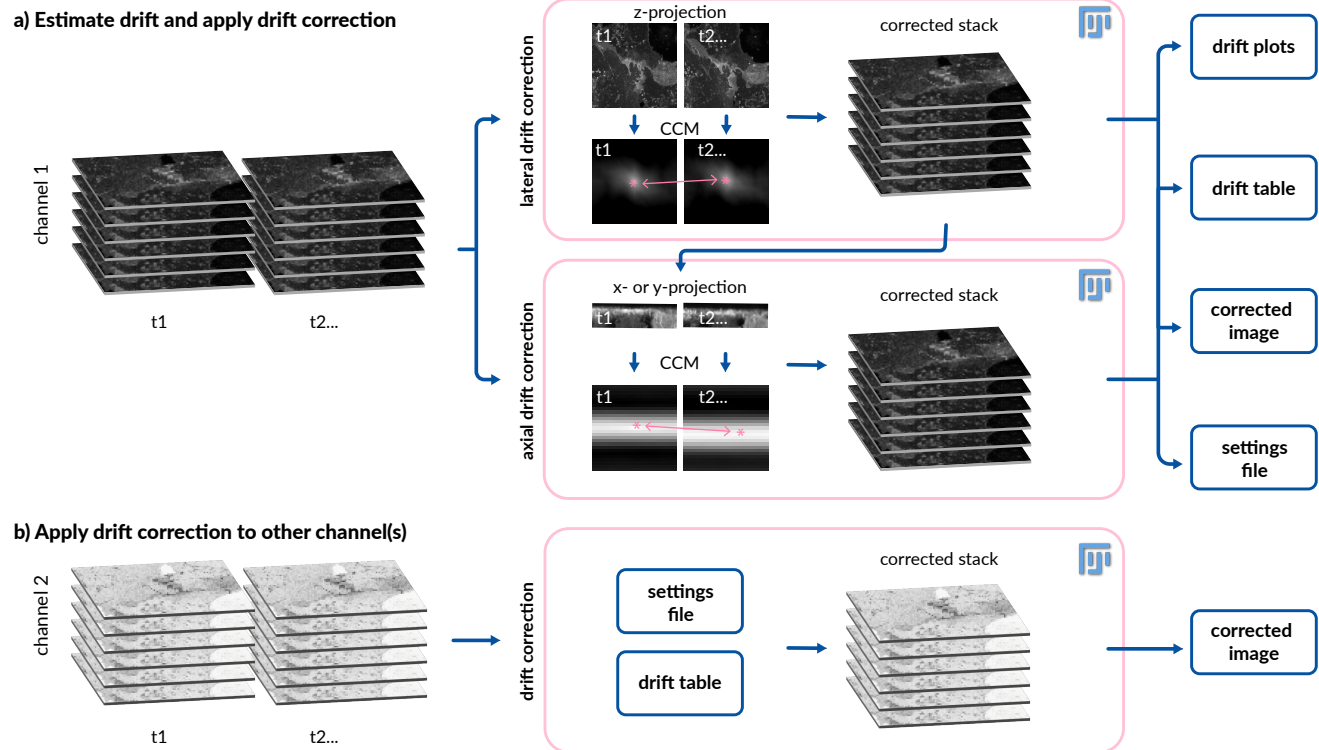 a) Estimate drift and apply drift correction
channel 1
t1
t2...
lateral drift correction
z-projection
t1
t2...
CCM
t1
t2...
corrected stack
axial drift correction
x- or y-projection
t1
t2...
CCM
t1
t2...
corrected stack
drift plots
drift table
corrected
image
settings
file
b) Apply drift correction to other channel(s)
channel 2
t1
t2...
drift correction
settings
file
drift table
corrected stack
corrected
image